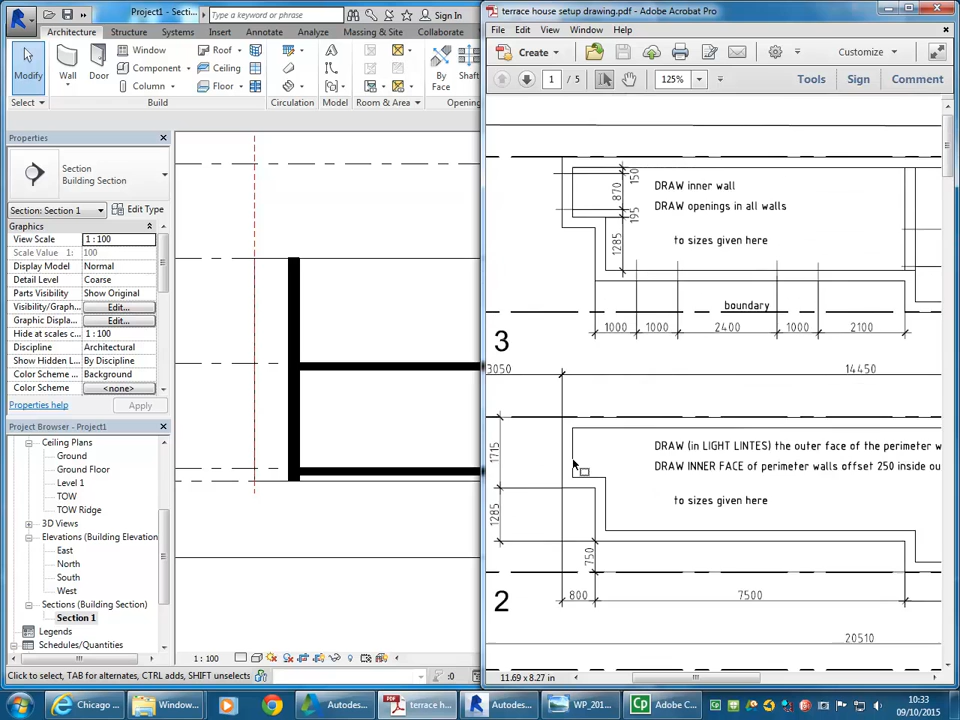 Project1 - Secti...
Type a keyword or phrase
Sign In
Architecture
Structure
Systems
Insert
Annotate
Analyze
Massing & Site
Collaborate
Modify
Wall
Door
Window
Component
Column
Roof
Ceiling
Floor
By Face
Shaft
Select
Build
Circulation
Model
Room & Area
Opening
Properties
Section
Building Section
Section: Section 1
Edit Type
Graphics
View Scale 1 : 100
Scale Value 1: 100
Display Model Normal
Detail Level Coarse
Parts Visibility Show Original
Visibility/Graph... Edit...
Graphic Displa... Edit...
Hide at scales c... 1 : 100
Discipline Architectural
Show Hidden L... By Discipline
Color Scheme ... Background
Color Scheme <none>
Properties help
Apply
Project Browser - Project1
Ceiling Plans
Ground
Ground Floor
Level 1
TOW
TOW Ridge
3D Views
Elevations (Building Elevation
East
North
South
West
Sections (Building Section)
Section 1
Legends
Schedules/Quantities
1 : 100
Click to select, TAB for alternates, CTRL adds, SHIFT unselects
:0
terrace house setup drawing.pdf - Adobe Acrobat Pro
File Edit View Window Help
Create
Customize
1 / 5
125%
Tools
Sign
Comment
150
870
195
1285
DRAW inner wall
DRAW openings in all walls
to sizes given here
boundary
1000 1000 2400 1000 2100
3
3050
14450
1715
1285
DRAW (in LIGHT LINTES) the outer face of the perimeter w
DRAW INNER FACE of perimeter walls offset 250 inside ou
to sizes given here
750
800
7500
2
20510
11.69 x 8.27 in
Chicago ...
Window...
Autodes...
terrace h...
Autodes...
WP_201...
Adobe C...
10:33
09/10/2015